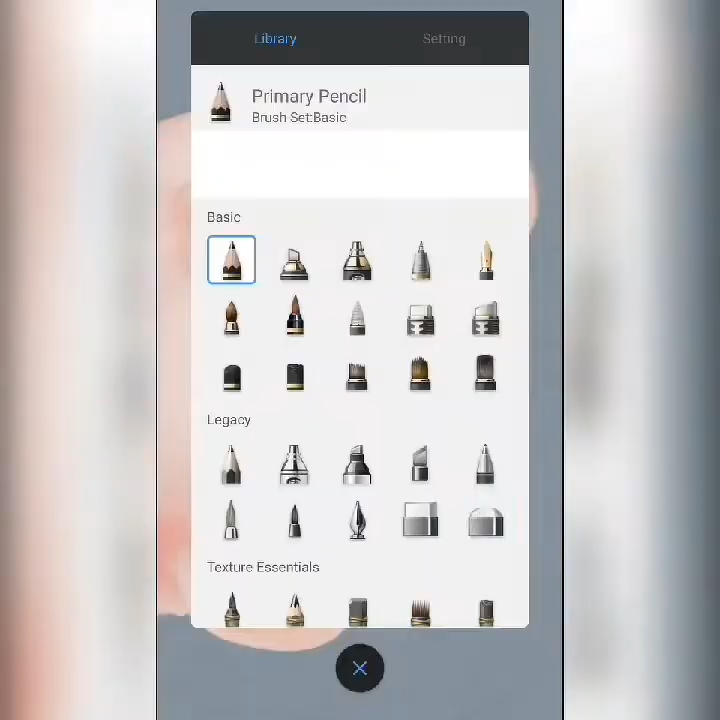 Library
Setting
Primary Pencil
Brush Set:Basic
Basic
Legacy
Texture Essentials